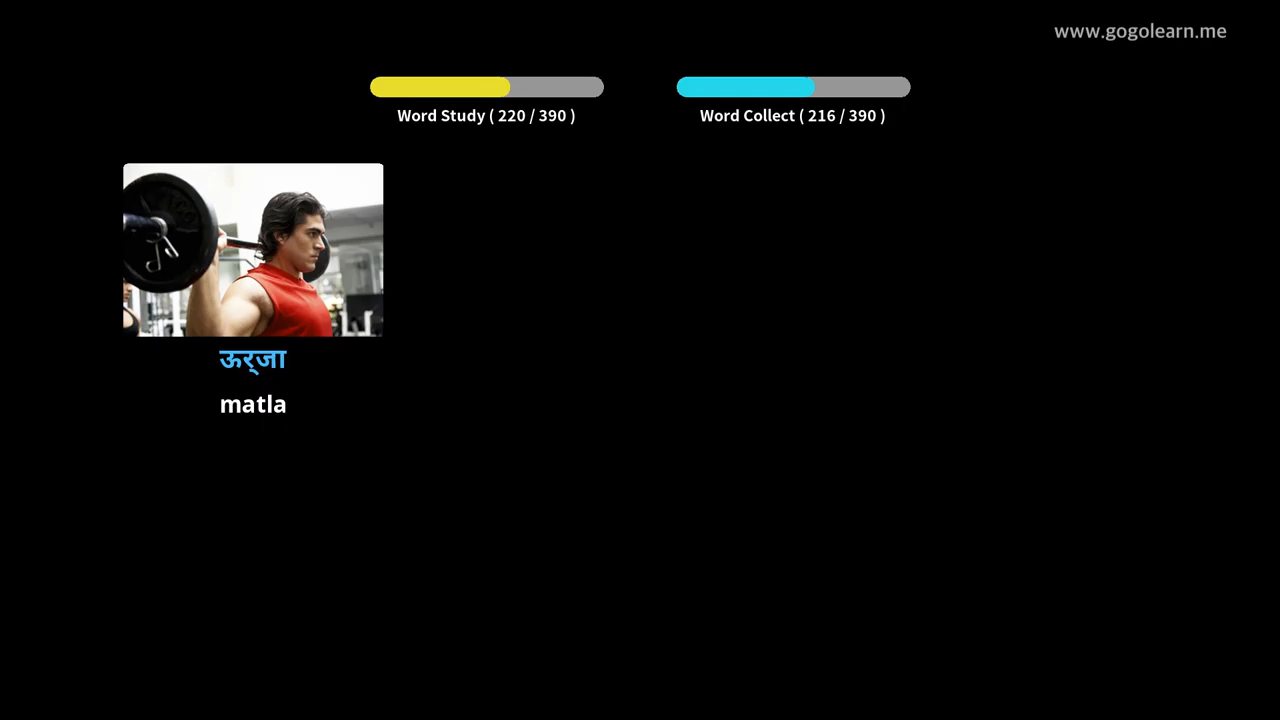 www.gogolearn.me
Word Study ( 220 / 390 )
Word Collect ( 216 / 390 )
ऊर्‌जा
matla